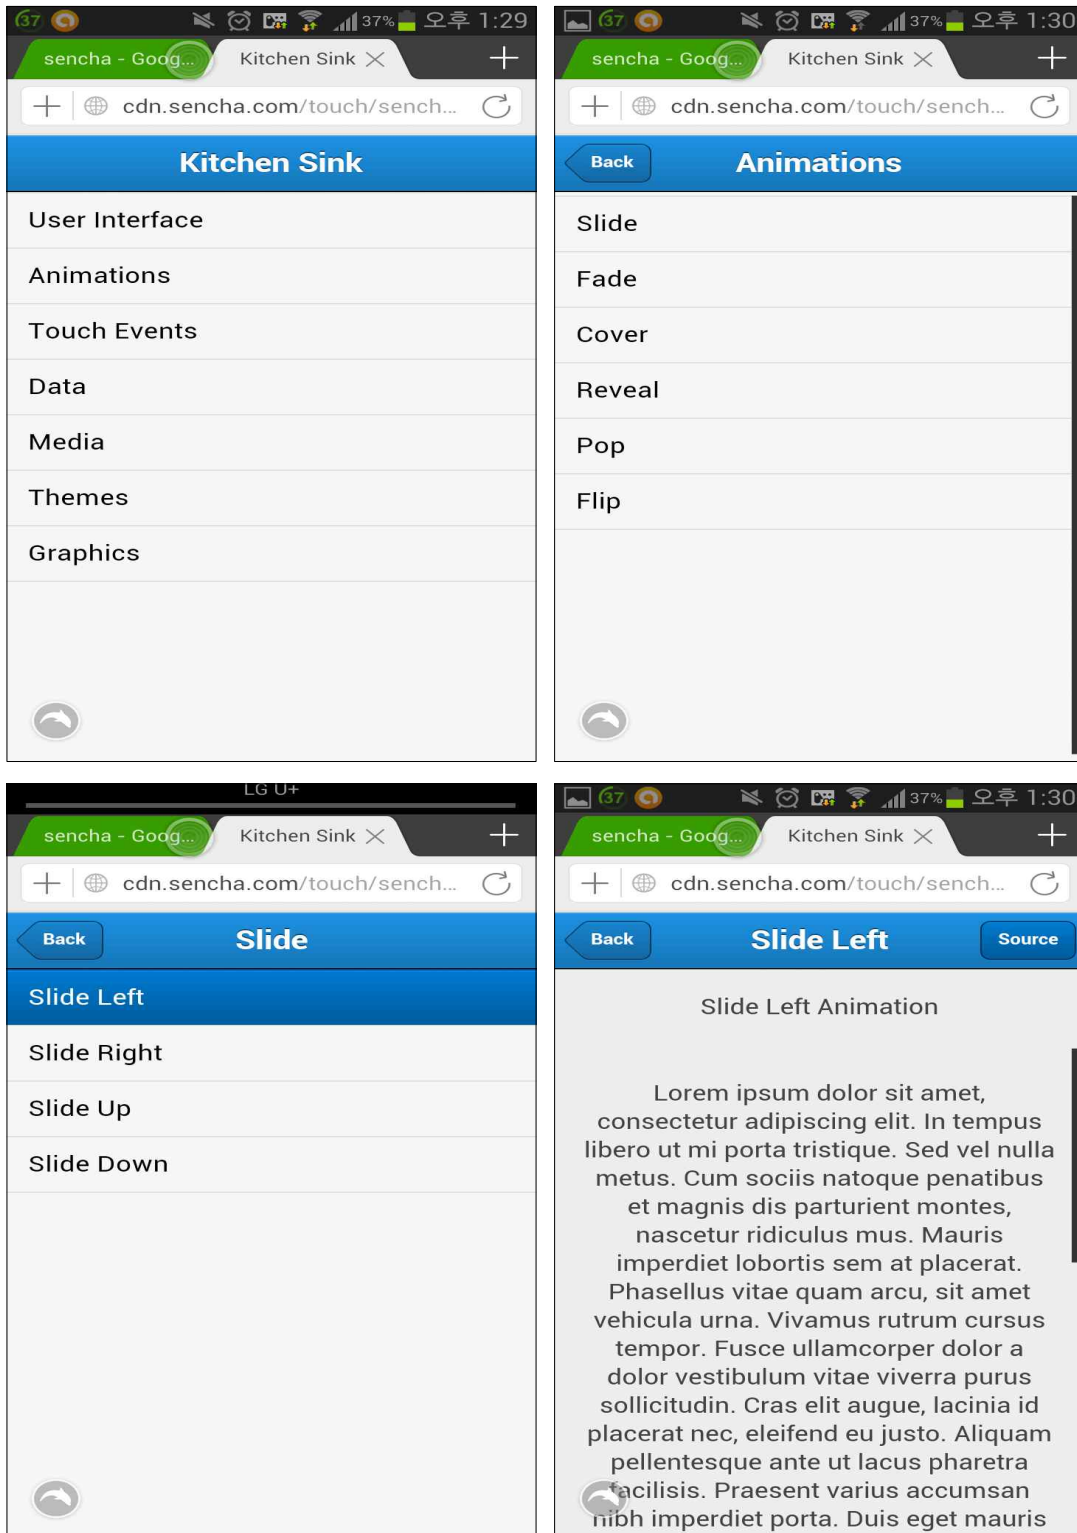 37 37% 오후 1:29
sencha - Goog... Kitchen Sink
cdn.sencha.com/touch/sench...
Kitchen Sink
User Interface
Animations
Touch Events
Data
Media
Themes
Graphics
37 37% 오후 1:30
sencha - Goog... Kitchen Sink
cdn.sencha.com/touch/sench...
Back Animations
Slide
Fade
Cover
Reveal
Pop
Flip
LG U+
sencha - Goog... Kitchen Sink
cdn.sencha.com/touch/sench...
Back Slide
Slide Left
Slide Right
Slide Up
Slide Down
37 37% 오후 1:30
sencha - Goog... Kitchen Sink
cdn.sencha.com/touch/sench...
Back Slide Left Source
Slide Left Animation
Lorem ipsum dolor sit amet,
consectetur adipiscing elit. In tempus
libero ut mi porta tristique. Sed vel nulla
metus. Cum sociis natoque penatibus
et magnis dis parturient montes,
nascetur ridiculus mus. Mauris
imperdiet lobortis sem at placerat.
Phasellus vitae quam arcu, sit amet
vehicula urna. Vivamus rutrum cursus
tempor. Fusce ullamcorper dolor a
dolor vestibulum vitae viverra purus
sollicitudin. Cras elit augue, lacinia id
placerat nec, eleifend eu justo. Aliquam
pellentesque ante ut lacus pharetra
facilisis. Praesent varius accumsan
nibh imperdiet porta. Duis eget mauris